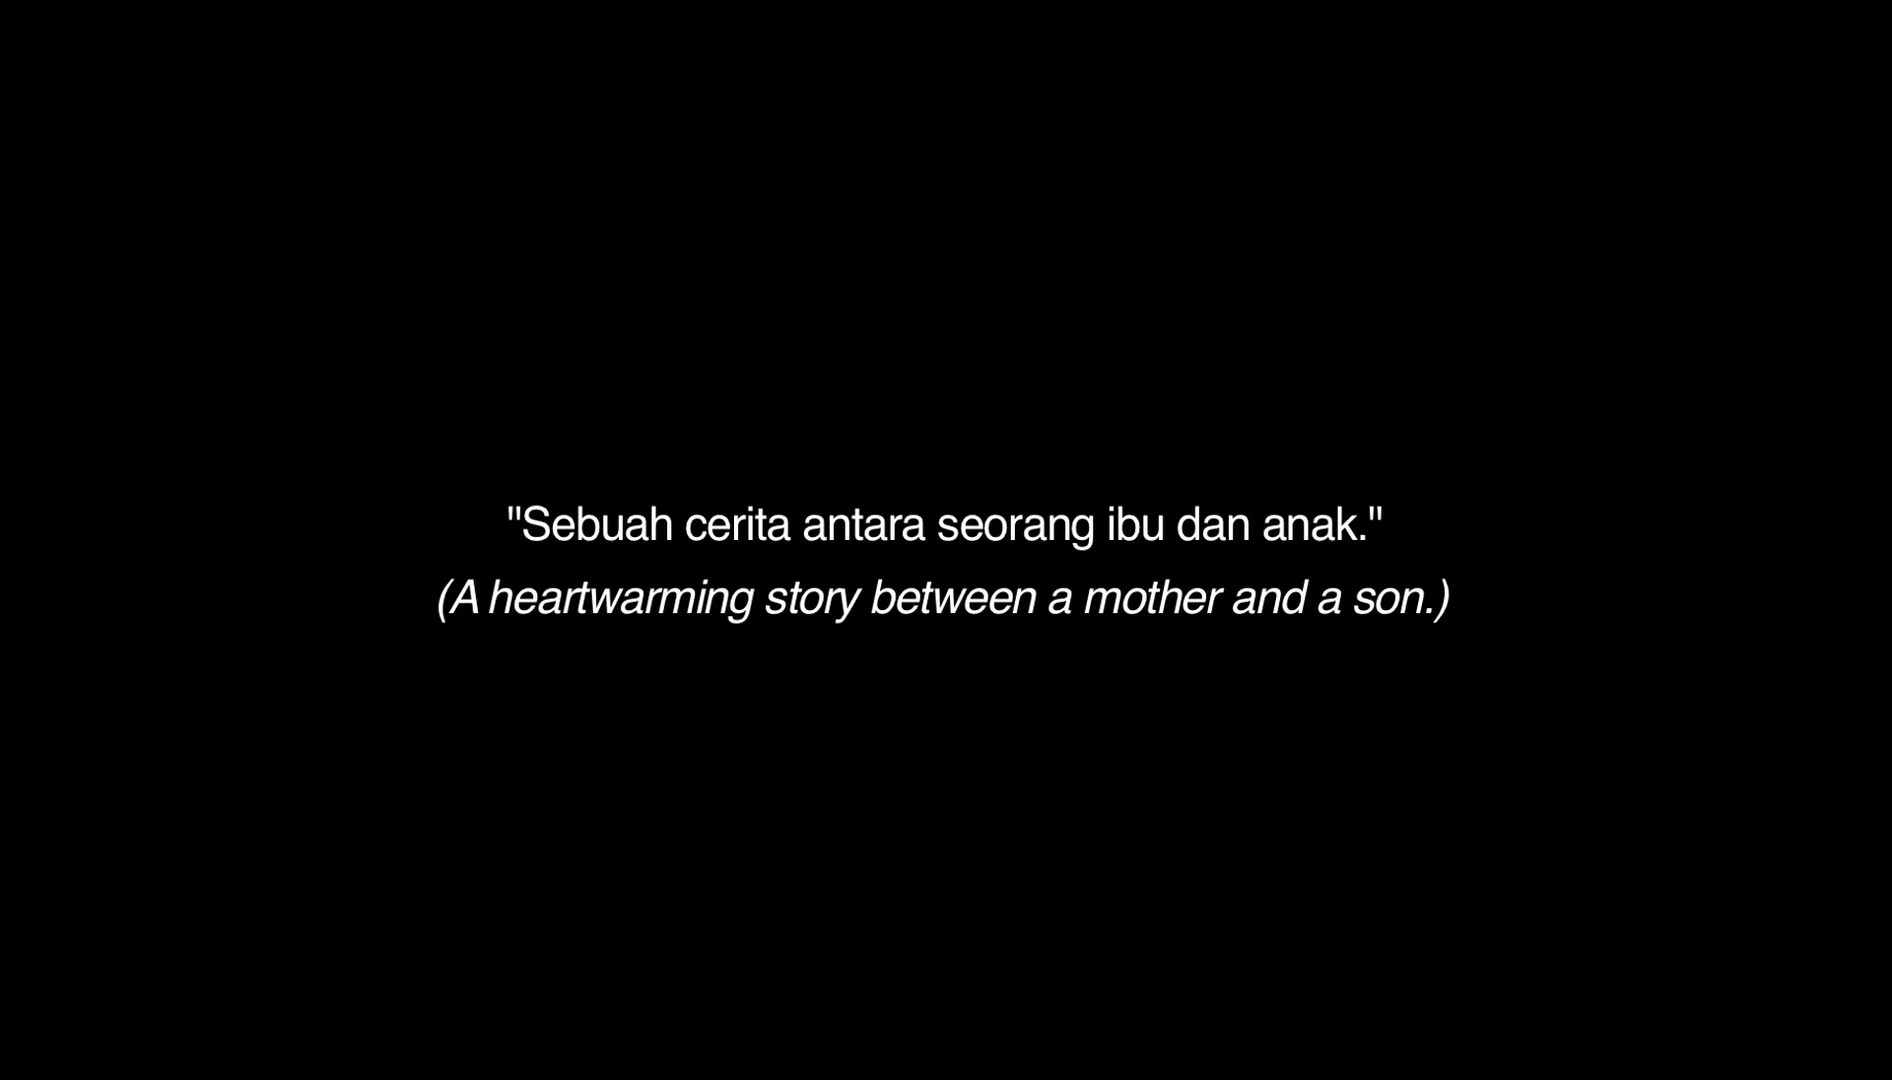 "Sebuah cerita antara seorang ibu dan anak."
(A heartwarming story between a mother and a son.)